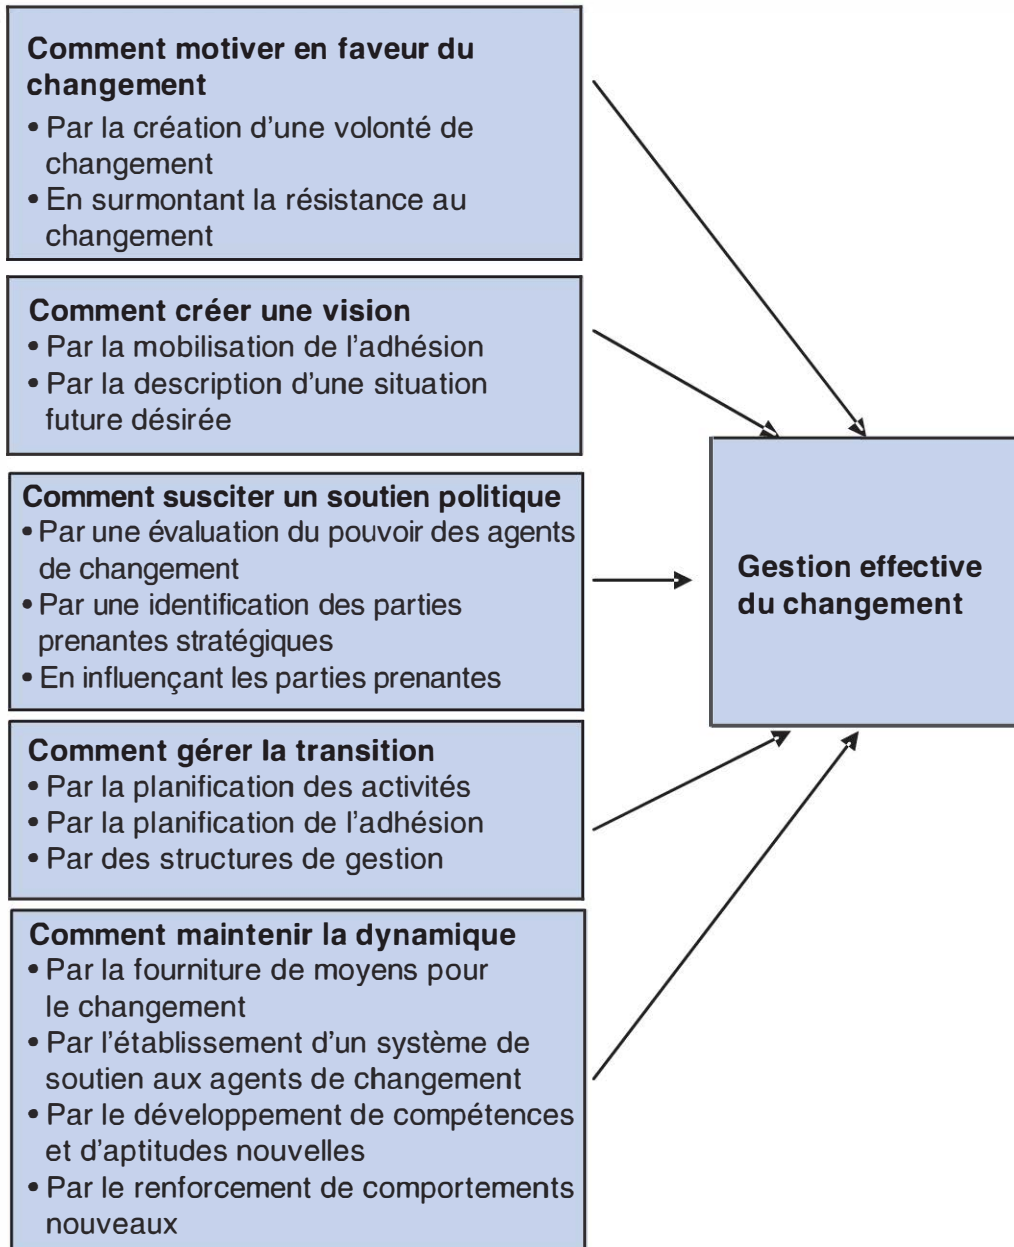 Comment motiver en faveur du
changement
• Par la création d'une volonté de
changement
• En surmontant la résistance au
changement
Comment créer une vision
• Par la mobilisation de l'adhésion
• Par la description d'une situation
future désirée
Comment susciter un soutien politique
• Par une évaluation du pouvoir des agents
de changement
• Par une identification des parties
prenantes stratégiques
• En influençant les parties prenantes
Comment gérer la transition
• Par la planification des activités
• Par la planification de l'adhésion
• Par des structures de gestion
Comment maintenir la dynamique
• Par la fourniture de moyens pour
le changement
• Par l'établissement d'un système de
soutien aux agents de changement
• Par le développement de compétences
et d'aptitudes nouvelles
• Par le renforcement de comportements
nouveaux
Gestion effective
du changement